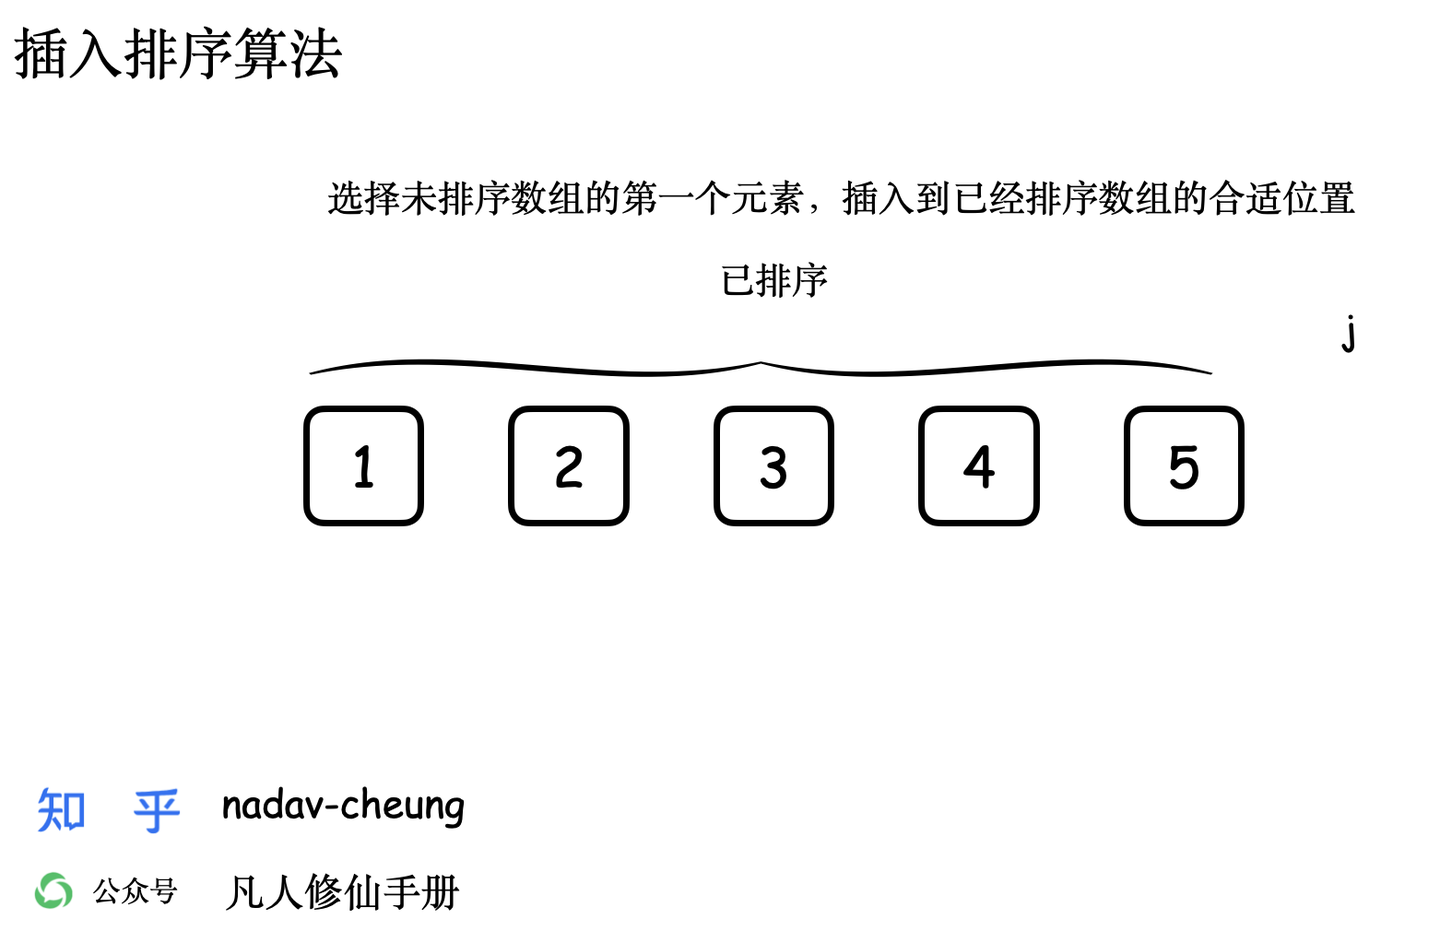 插入排序算法
选择未排序数组的第一个元素，插入到已经排序数组的合适位置
已排序
j
1 2 3 4 5
知 乎 nadav-cheung
公众号 凡人修仙手册